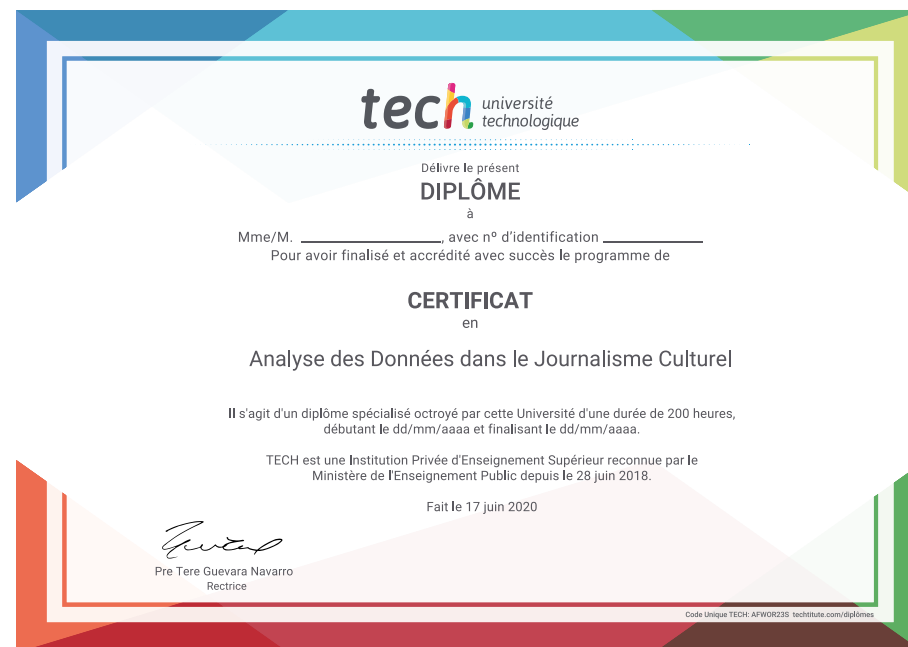 tech université
technologique
Délivre le présent
DIPLÔME
à
Mme/M. ____________________, avec nº d'identification ______________
Pour avoir finalisé et accrédité avec succès le programme de
CERTIFICAT
en
Analyse des Données dans le Journalisme Culturel
Il s'agit d'un diplôme spécialisé octroyé par cette Université d'une durée de 200 heures,
débutant le dd/mm/aaaa et finalisant le dd/mm/aaaa.
TECH est une Institution Privée d'Enseignement Supérieur reconnue par le
Ministère de l'Enseignement Public depuis le 28 juin 2018.
Fait le 17 juin 2020
Pre Tere Guevara Navarro
Rectrice
Code Unique TECH: AFWOR23S techtitute.com/diplômes